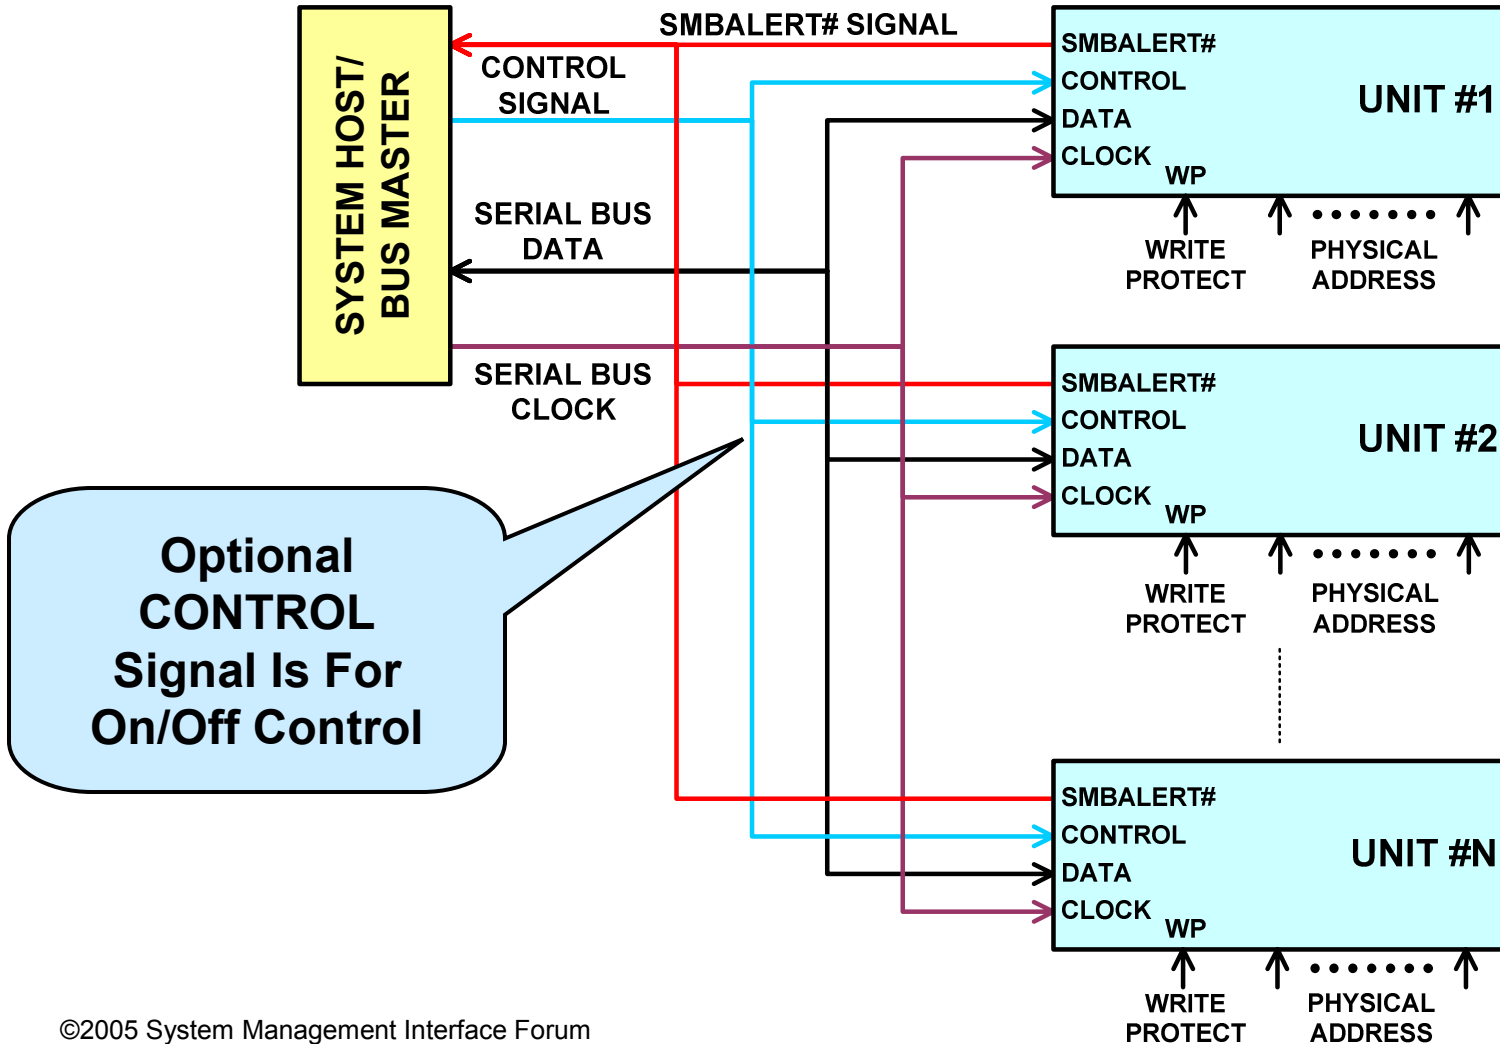 SMBALERT# SIGNAL
SYSTEM HOST/
BUS MASTER
CONTROL
SIGNAL
SERIAL BUS
DATA
SERIAL BUS
CLOCK
SMBALERT#
CONTROL
DATA
CLOCK
WP
UNIT #1
WRITE
PROTECT
PHYSICAL
ADDRESS
SMBALERT#
CONTROL
DATA
CLOCK
WP
UNIT #2
WRITE
PROTECT
PHYSICAL
ADDRESS
Optional
CONTROL
Signal Is For
On/Off Control
SMBALERT#
CONTROL
DATA
CLOCK
WP
UNIT #N
WRITE
PROTECT
PHYSICAL
ADDRESS
©2005 System Management Interface Forum